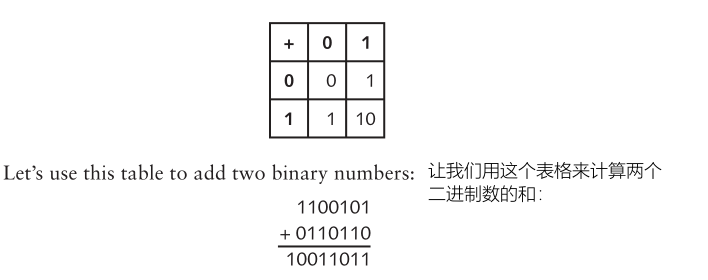 + 0 1
0 0 1
1 1 10
Let's use this table to add two binary numbers:
让我们用这个表格来计算两个
二进制数的和：
1100101
+ 0110110
10011011